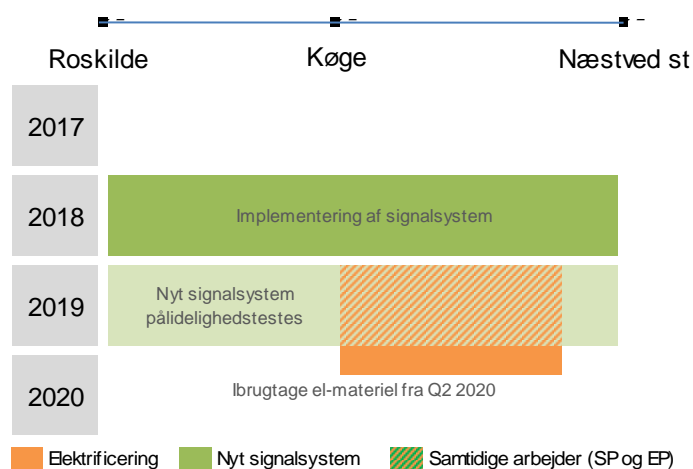 Roskilde Køge Næstved st
2017
2018 Implementering af signalsystem
2019 Nyt signalsystem
pålidelighedstestes
2020 Ibrugtage el-materiel fra Q2 2020
Elektrificering Nyt signalsystem Samtidige arbejder (SP og EP)